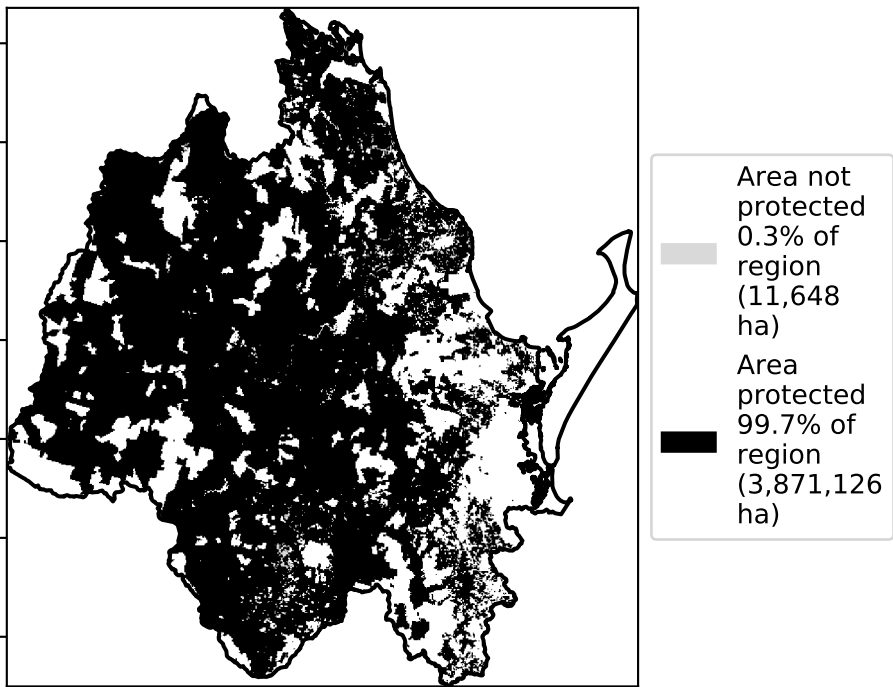 Area not
protected
0.3% of
region
(11,648
ha)
Area
protected
99.7% of
region
(3,871,126
ha)